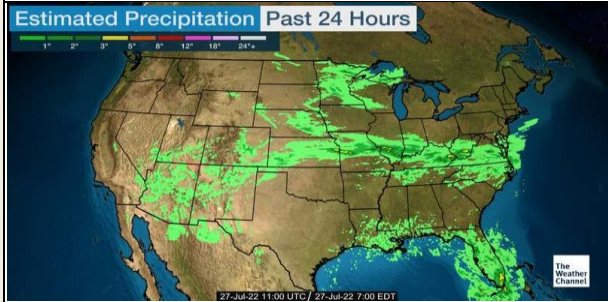 Estimated Precipitation Past 24 Hours
1" 2" 3" 5" 8" 12" 18" 24"+
The
Weather
Channel
27-Jul-22 11:00 UTC / 27-Jul-22 7:00 EDT